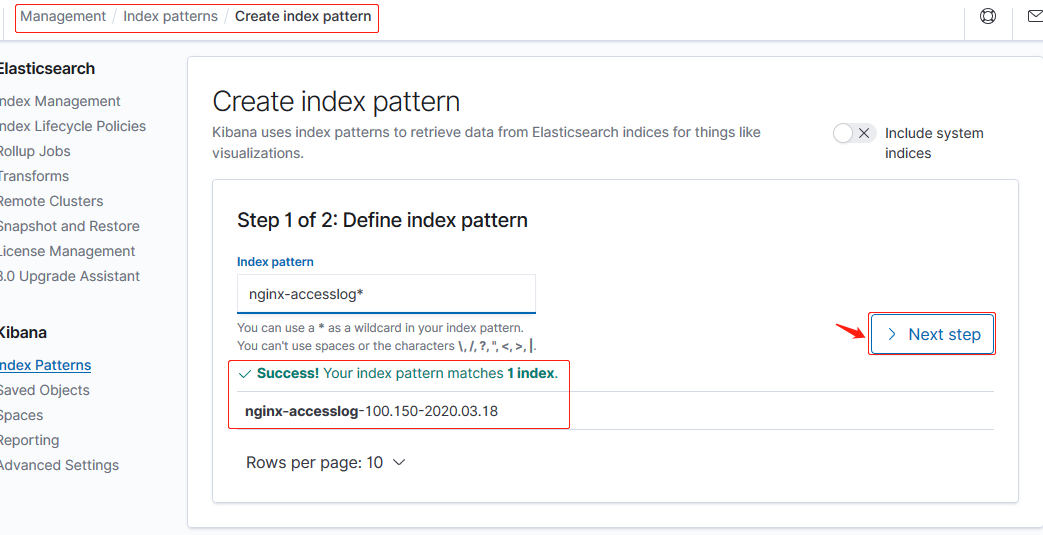 Management / Index patterns / Create index pattern
Elasticsearch
Index Management
Index Lifecycle Policies
Rollup Jobs
Transforms
Remote Clusters
Snapshot and Restore
License Management
8.0 Upgrade Assistant
Kibana
Index Patterns
Saved Objects
Spaces
Reporting
Advanced Settings
Create index pattern
Kibana uses index patterns to retrieve data from Elasticsearch indices for things like
visualizations.
Include system
indices
Step 1 of 2: Define index pattern
Index pattern
nginx-accesslog*
You can use a * as a wildcard in your index pattern.
You can't use spaces or the characters \, /, ?, ", <, >, |.
Next step
Success! Your index pattern matches 1 index.
nginx-accesslog-100.150-2020.03.18
Rows per page: 10